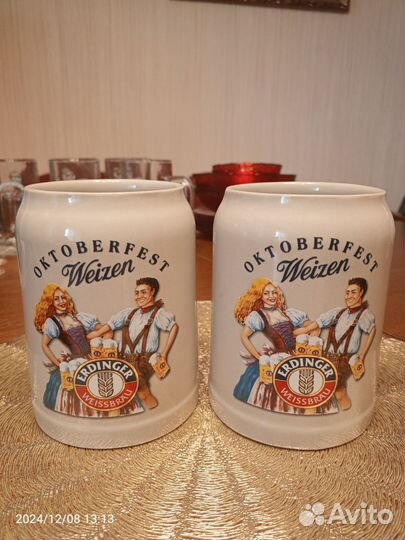 OKTOBERFEST
Weizen
ERDINGER
WEISSBRÄU
OKTOBERFEST
Weizen
ERDINGER
WEISSBRÄU
2024/12/08 13:13
Avito